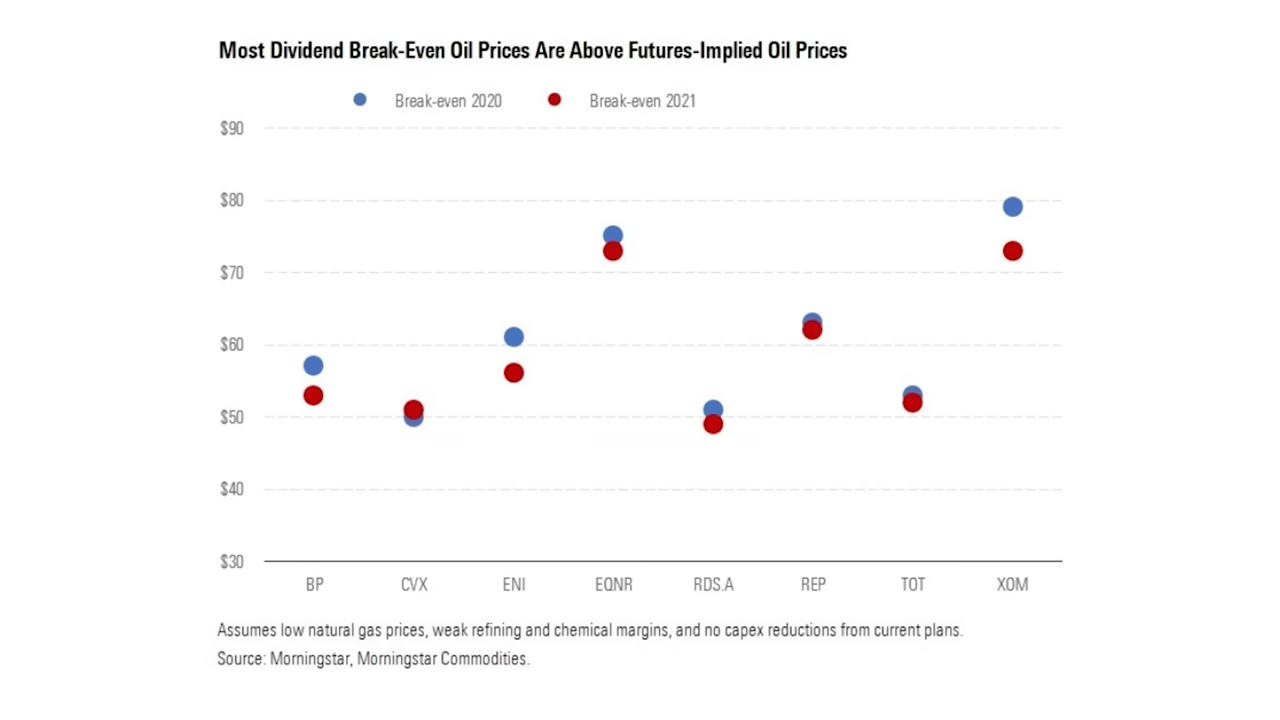 Most Dividend Break-Even Oil Prices Are Above Futures-Implied Oil Prices
Break-even 2020 Break-even 2021
$90
$80
$70
$60
$50
$40
$30
BP CVX ENI EQNR RDS.A REP TOT XOM
Assumes low natural gas prices, weak refining and chemical margins, and no capex reductions from current plans.
Source: Morningstar, Morningstar Commodities.